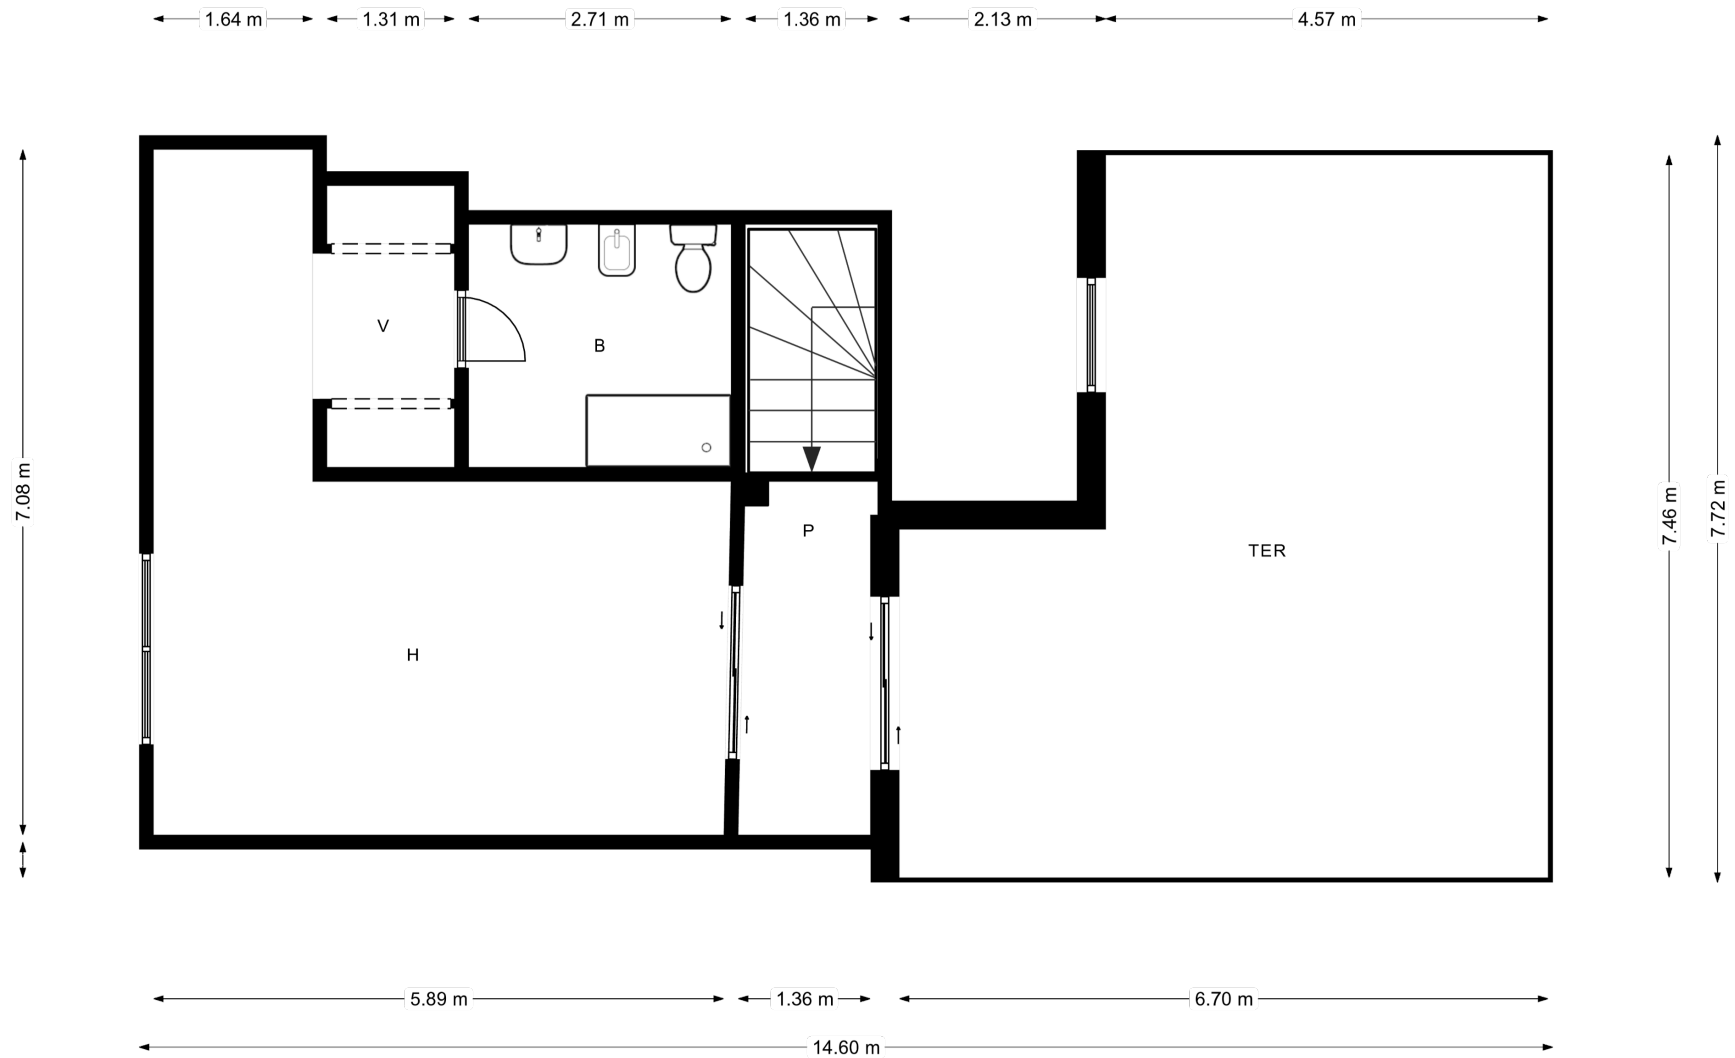 1.64 m 1.31 m 2.71 m 1.36 m 2.13 m 4.57 m
V
B
7.08 m
P
TER
7.46 m
7.72 m
H
5.89 m 1.36 m 6.70 m
14.60 m